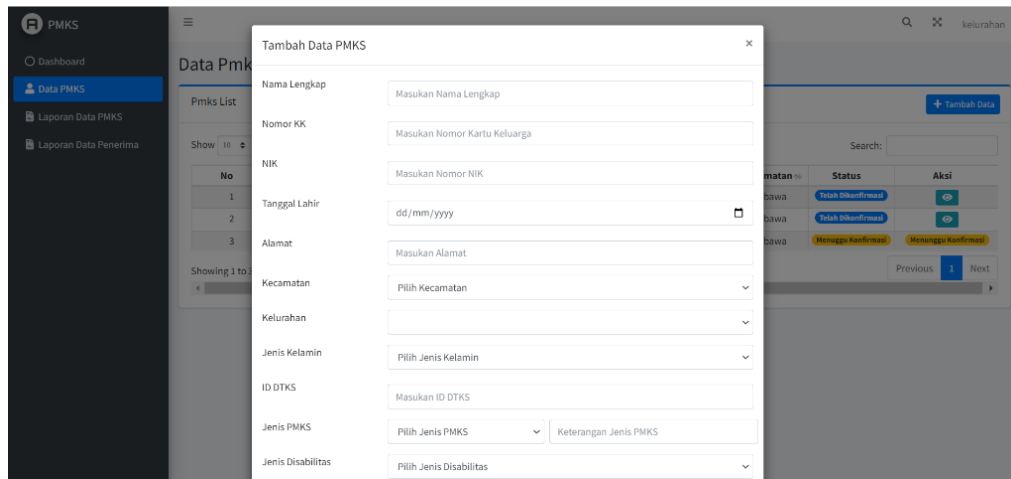 PMKS
kelurahan
Dashboard
Data PMKS
Laporan Data PMKS
Laporan Data Penerima
Data Pmk
Pmks List
Tambah Data
Show 10
Search:
No
matan
Status
Aksi
1
bawa
Telah Dikonfirmasi
2
bawa
Telah Dikonfirmasi
3
bawa
Menunggu Konfirmasi
Menunggu Konfirmasi
Showing 1 to 3
Previous 1 Next
Tambah Data PMKS
×
Nama Lengkap
Masukan Nama Lengkap
Nomor KK
Masukan Nomor Kartu Keluarga
NIK
Masukan Nomor NIK
Tanggal Lahir
dd/mm/yyyy
Alamat
Masukan Alamat
Kecamatan
Pilih Kecamatan
Kelurahan
Jenis Kelamin
Pilih Jenis Kelamin
ID DTKS
Masukan ID DTKS
Jenis PMKS
Pilih Jenis PMKS
Keterangan Jenis PMKS
Jenis Disabilitas
Pilih Jenis Disabilitas